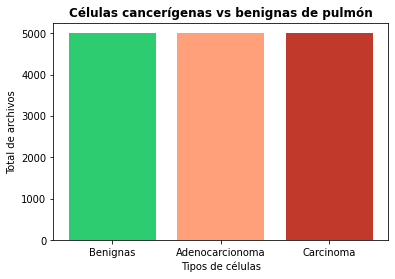 Células cancerígenas vs benignas de pulmón
Total de archivos
5000
4000
3000
2000
1000
0
Benignas Adenocarcionoma Carcinoma
Tipos de células